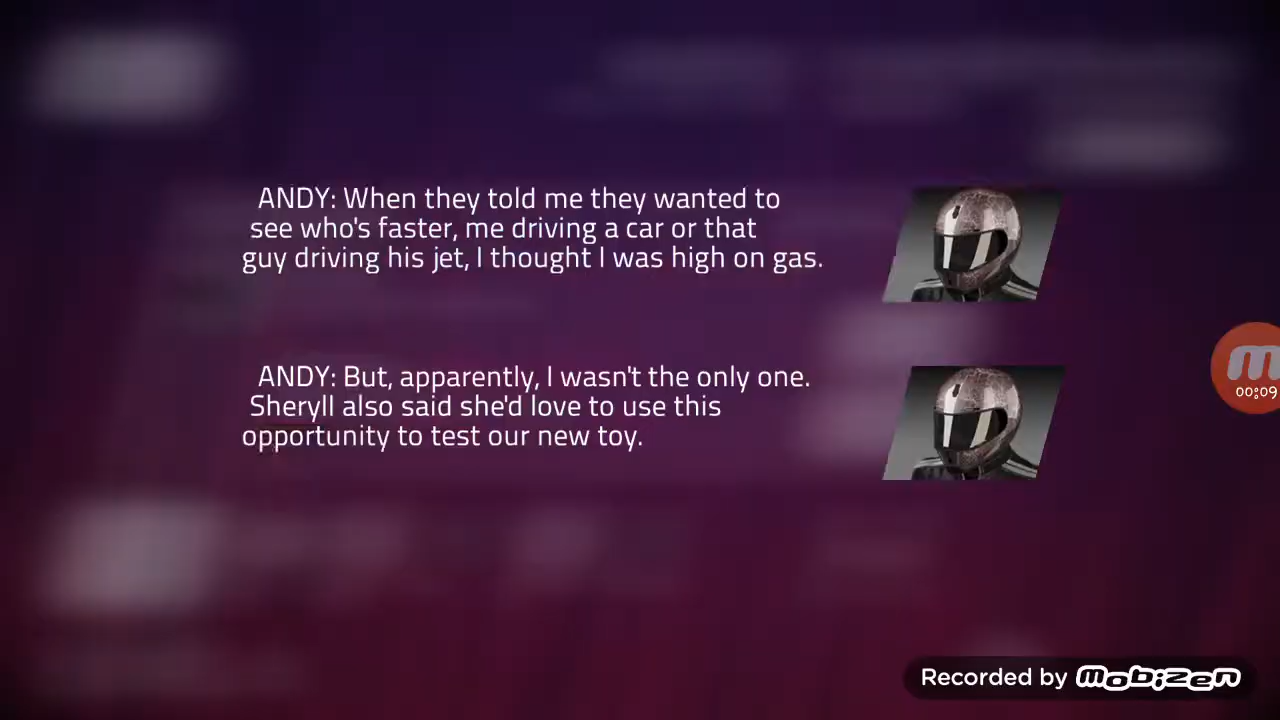 ANDY: When they told me they wanted to
see who's faster, me driving a car or that
guy driving his jet, I thought I was high on gas.
ANDY: But, apparently, I wasn't the only one.
Sheryll also said she'd love to use this
opportunity to test our new toy.
00:09
Recorded by Mobizen